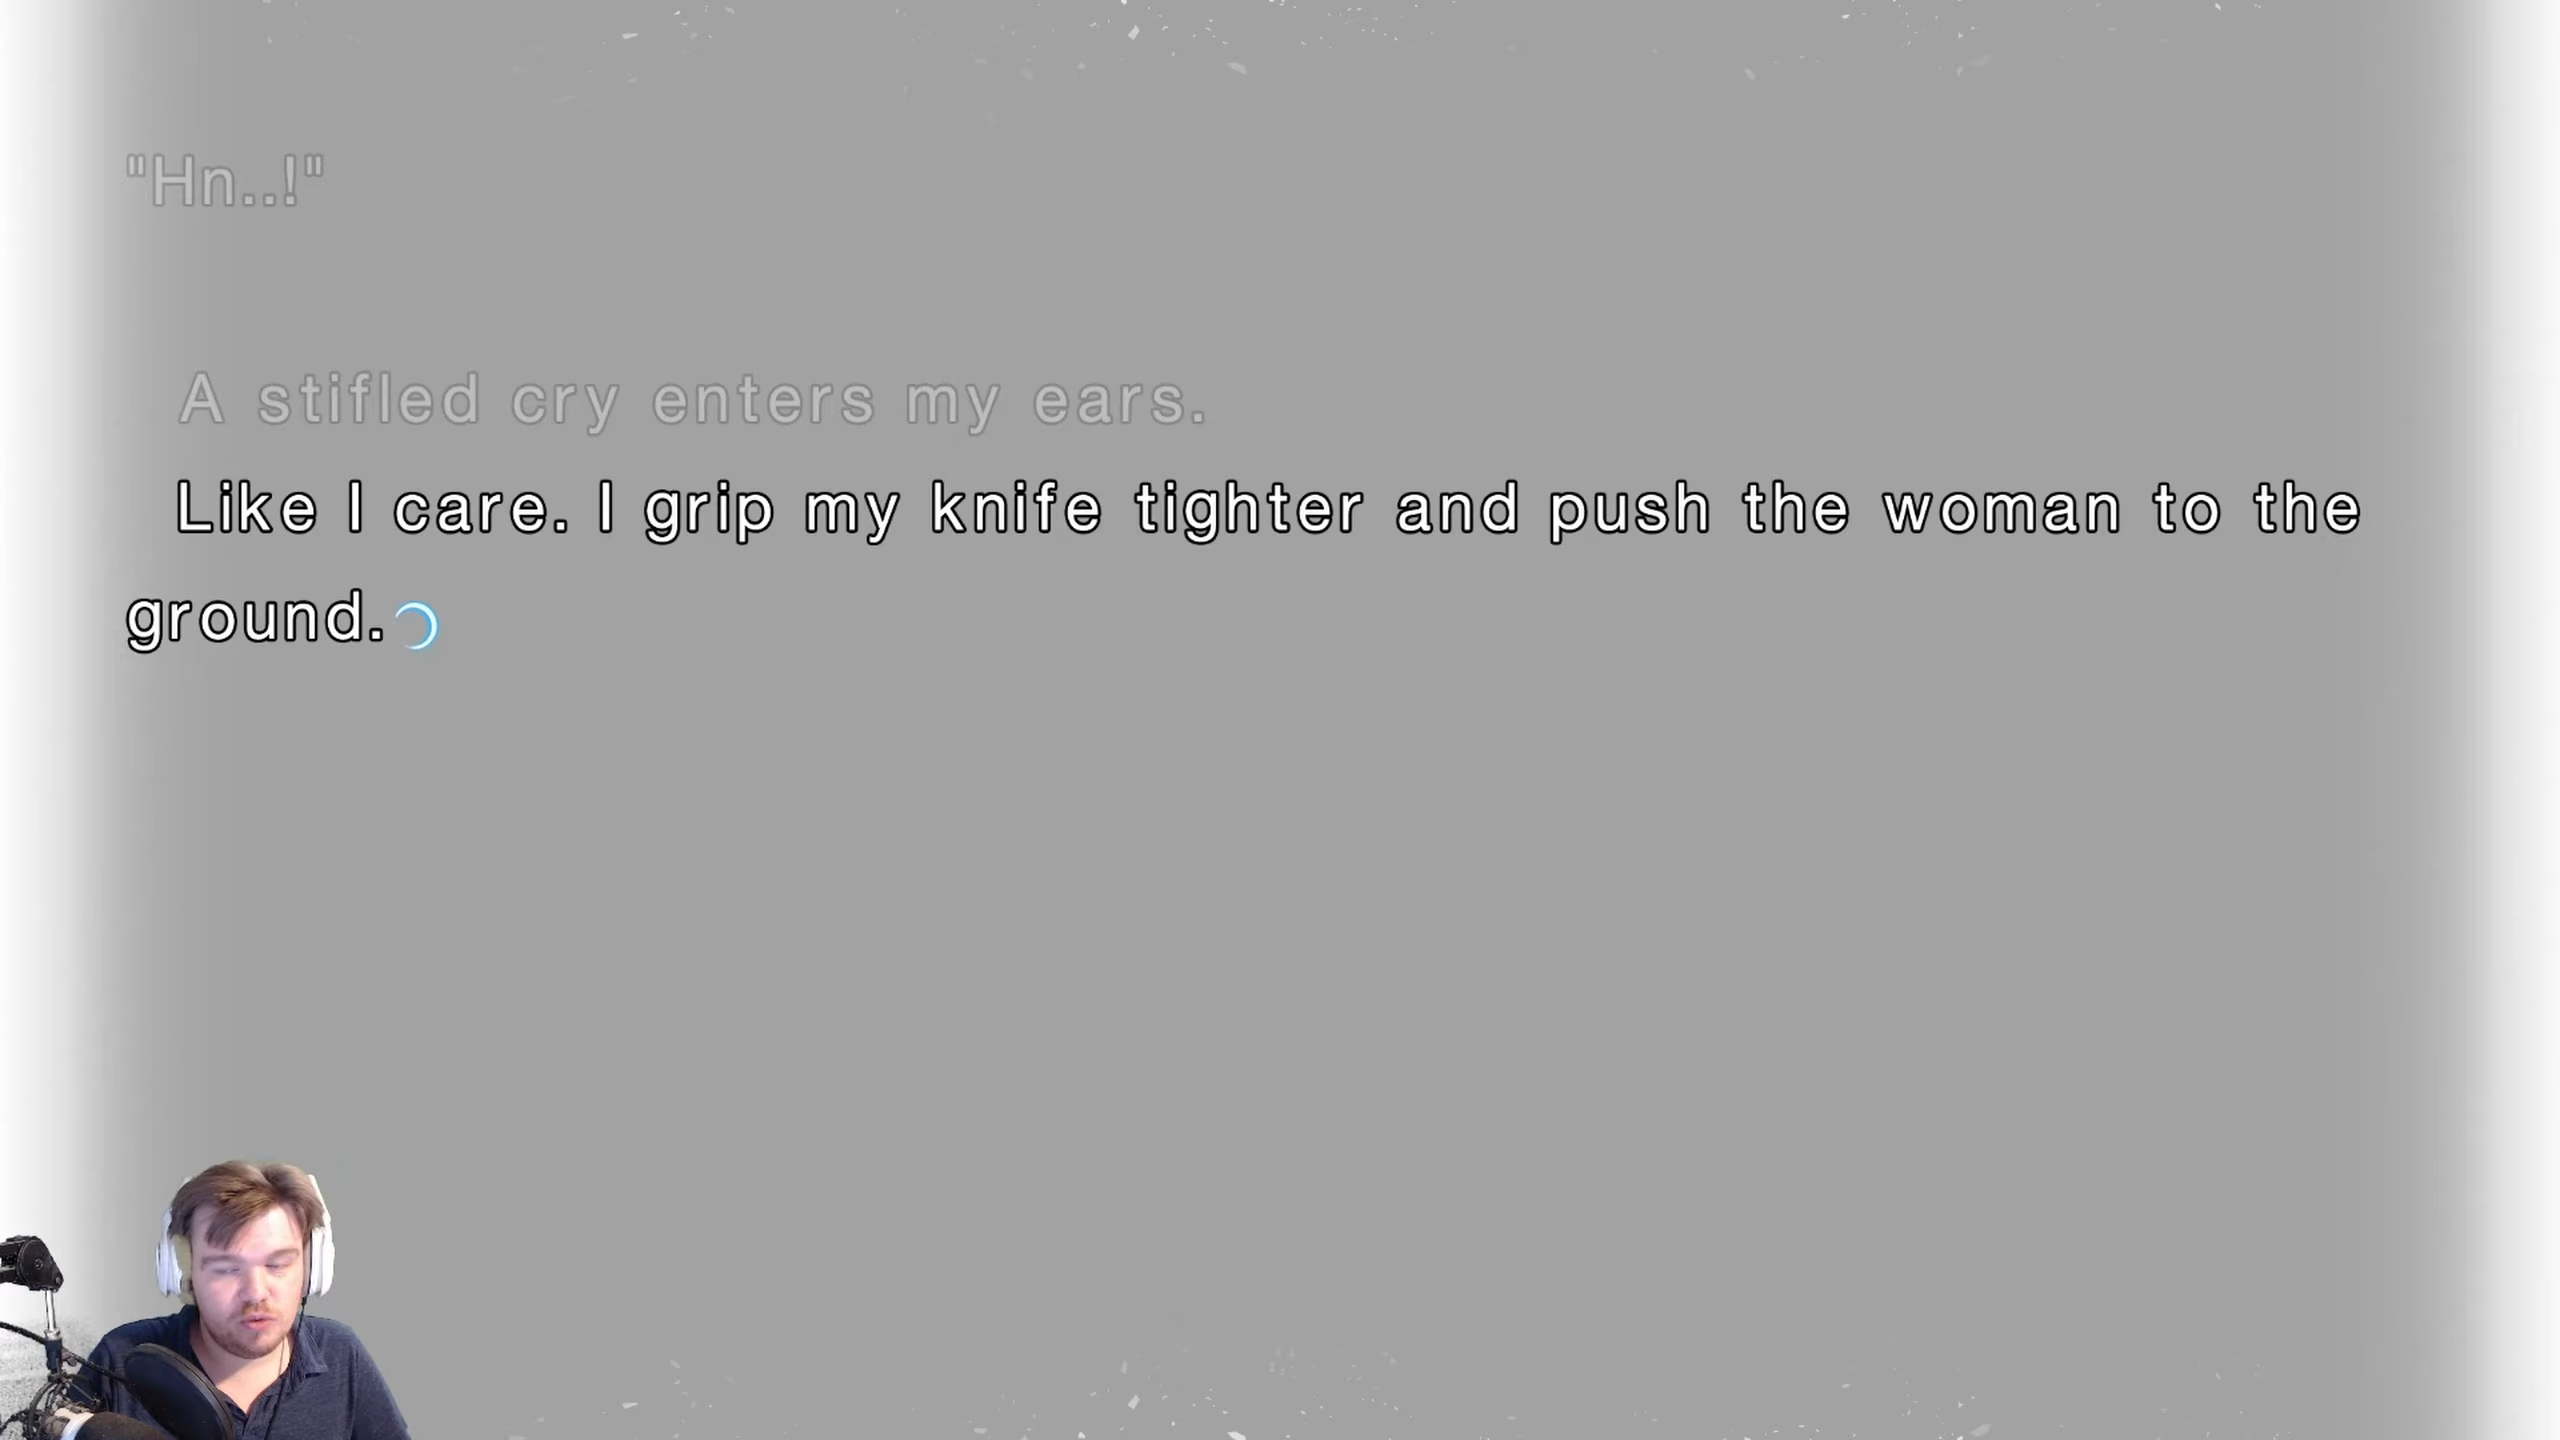 "Hn..!"
A stifled cry enters my ears.
Like I care. I grip my knife tighter and push the woman to the
ground.